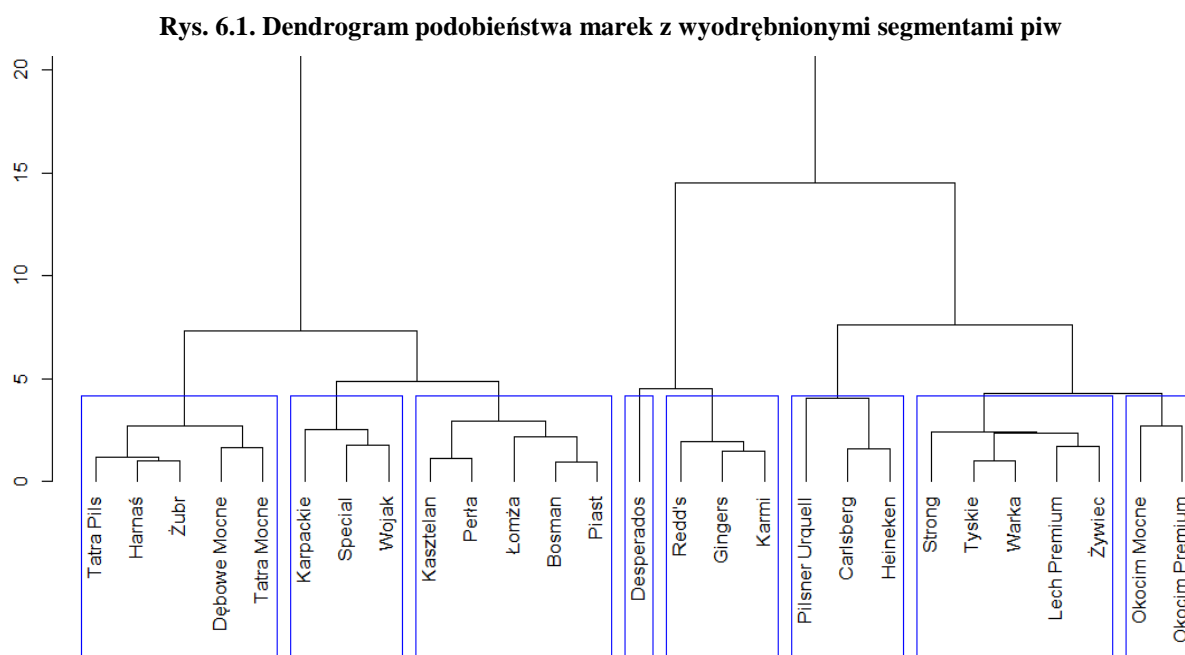 Rys. 6.1. Dendrogram podobieństwa marek z wyodrębnionymi segmentami piw
20
15
10
5
0
Tatra Pils
Harnaś
Żubr
Dębowe Mocne
Tatra Mocne
Karpackie
Special
Wojak
Kasztelan
Perła
Łomża
Bosman
Piast
Desperados
Redd's
Gingers
Karmi
Pilsner Urquell
Carlsberg
Heineken
Strong
Tyskie
Warka
Lech Premium
Żywiec
Okocim Mocne
Okocim Premium